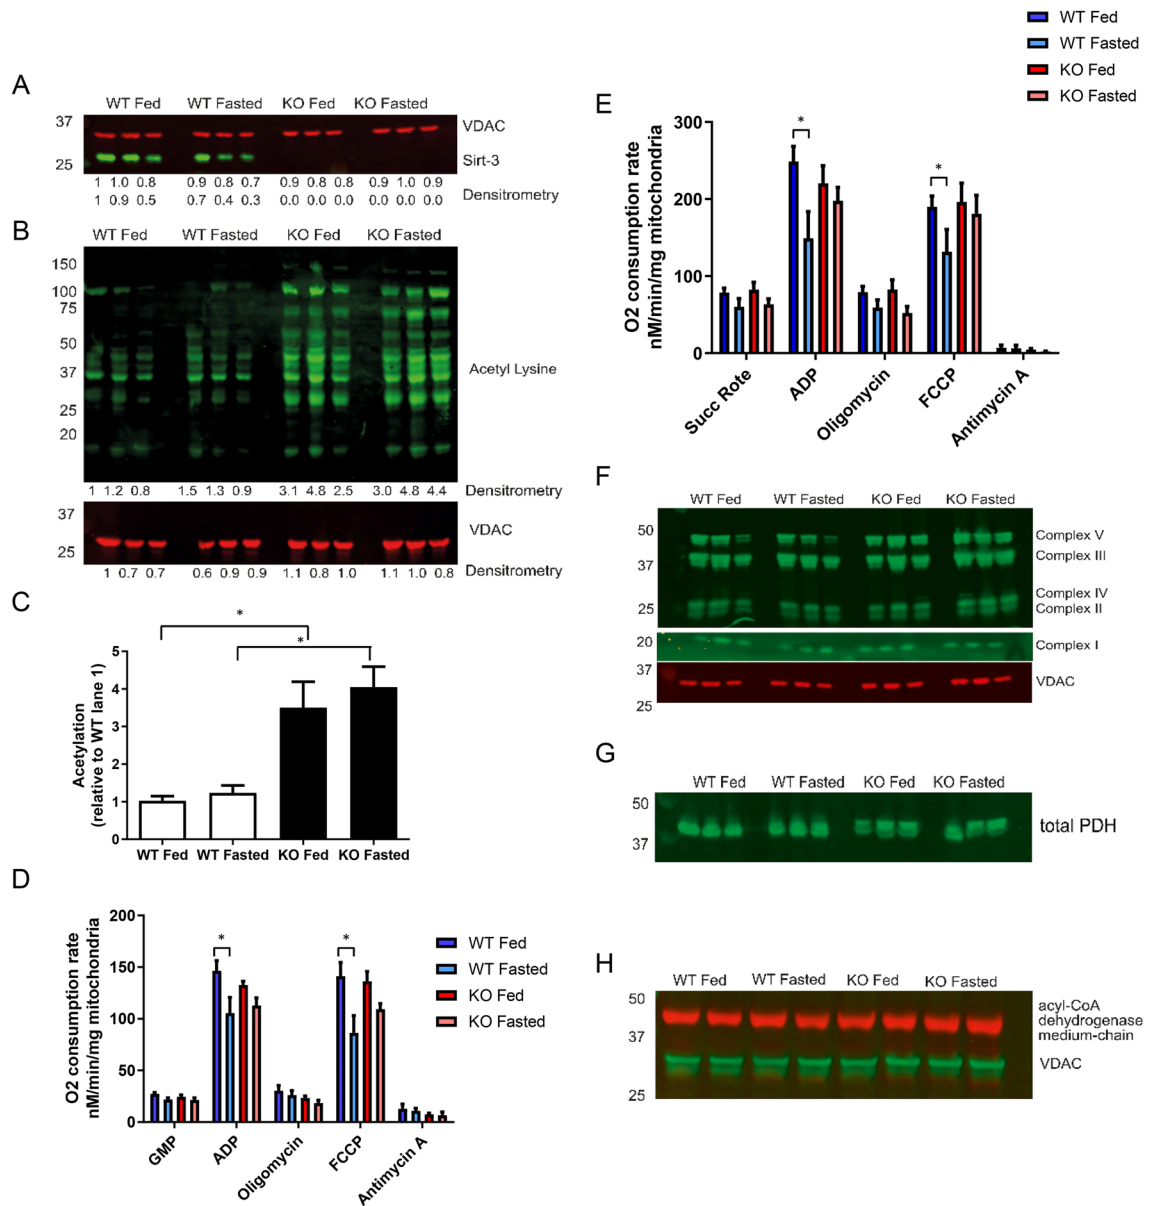 WT Fed
WT Fasted
KO Fed
KO Fasted
A
WT Fed WT Fasted KO Fed KO Fasted
37
VDAC
25
Sirt-3
1 1.0 0.8 0.9 0.8 0.7 0.9 0.8 0.8 0.9 1.0 0.9
1 0.9 0.5 0.7 0.4 0.3 0.0 0.0 0.0 0.0 0.0 0.0
Densitrometry
B
WT Fed WT Fasted KO Fed KO Fasted
150
100
75
50
37
25
20
Acetyl Lysine
1 1.2 0.8 1.5 1.3 0.9 3.1 4.8 2.5 3.0 4.8 4.4 Densitrometry
37
25
VDAC
1 0.7 0.7 0.6 0.9 0.9 1.1 0.8 1.0 1.1 1.0 0.8 Densitrometry
C
*
*
Acetylation
(relative to WT lane 1)
5
4
3
2
1
0
WT Fed WT Fasted KO Fed KO Fasted
D
O2 consumption rate
nM/min/mg mitochondria
200
150
100
50
0
* *
WT Fed
WT Fasted
KO Fed
KO Fasted
GMP ADP Oligomycin FCCP Antimycin A
E
O2 consumption rate
nM/min/mg mitochondria
300
200
100
0
* *
Succ Rote ADP Oligomycin FCCP Antimycin A
F
WT Fed WT Fasted KO Fed KO Fasted
50
37
25
20
37
25
Complex V
Complex III
Complex IV
Complex II
Complex I
VDAC
G
WT Fed WT Fasted KO Fed KO Fasted
50
37
total PDH
H
WT Fed WT Fasted KO Fed KO Fasted
50
37
25
acyl-CoA
dehydrogenase
medium-chain
VDAC